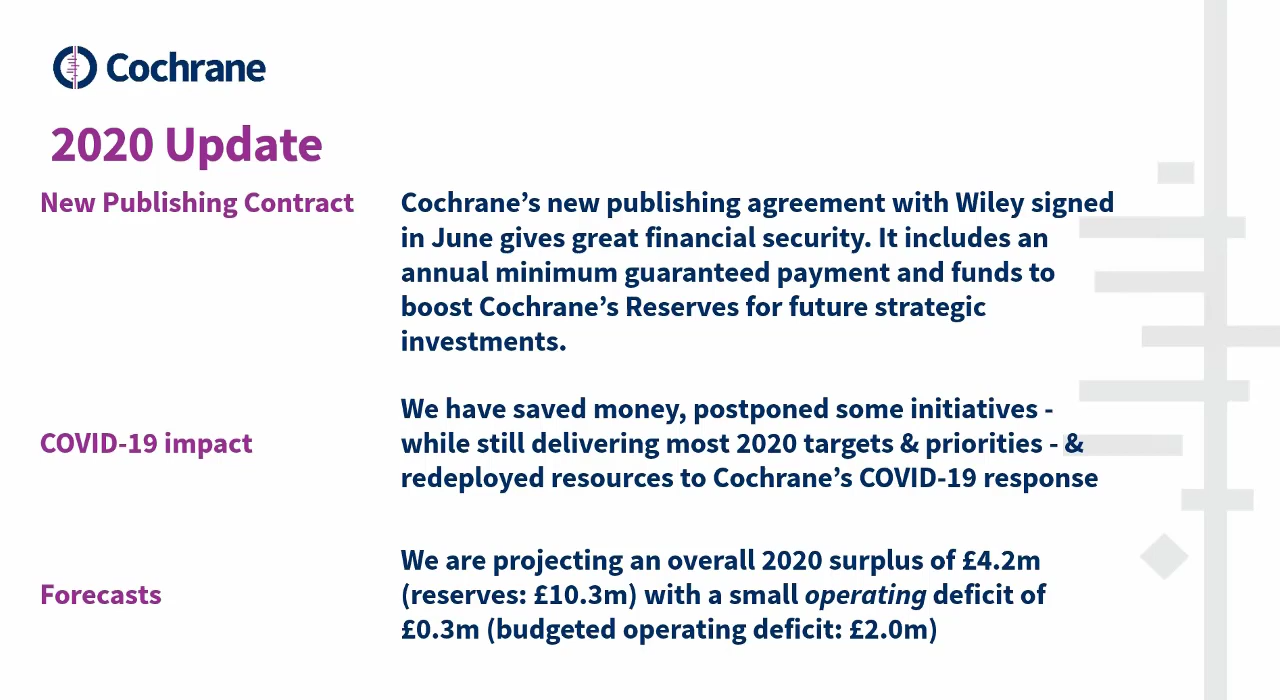 Cochrane
2020 Update
New Publishing Contract
Cochrane’s new publishing agreement with Wiley signed
in June gives great financial security. It includes an
annual minimum guaranteed payment and funds to
boost Cochrane’s Reserves for future strategic
investments.
COVID-19 impact
We have saved money, postponed some initiatives -
while still delivering most 2020 targets & priorities - &
redeployed resources to Cochrane’s COVID-19 response
Forecasts
We are projecting an overall 2020 surplus of £4.2m
(reserves: £10.3m) with a small operating deficit of
£0.3m (budgeted operating deficit: £2.0m)